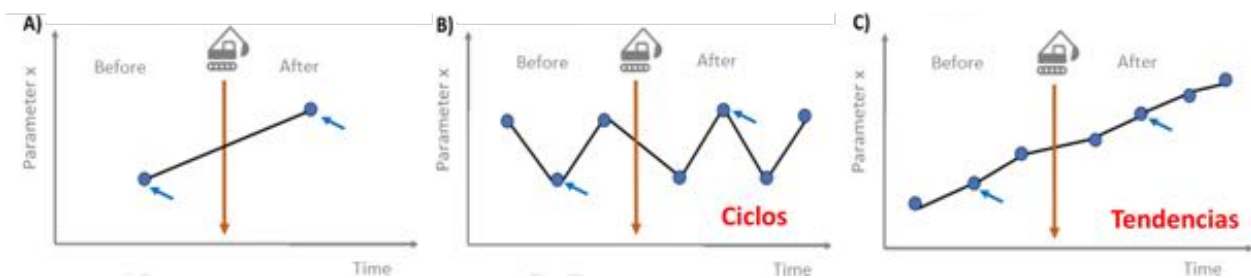 A)
Before
After
Parameter x
Time
B)
Before
After
Parameter x
Ciclos
Time
C)
Before
After
Parameter x
Tendencias
Time